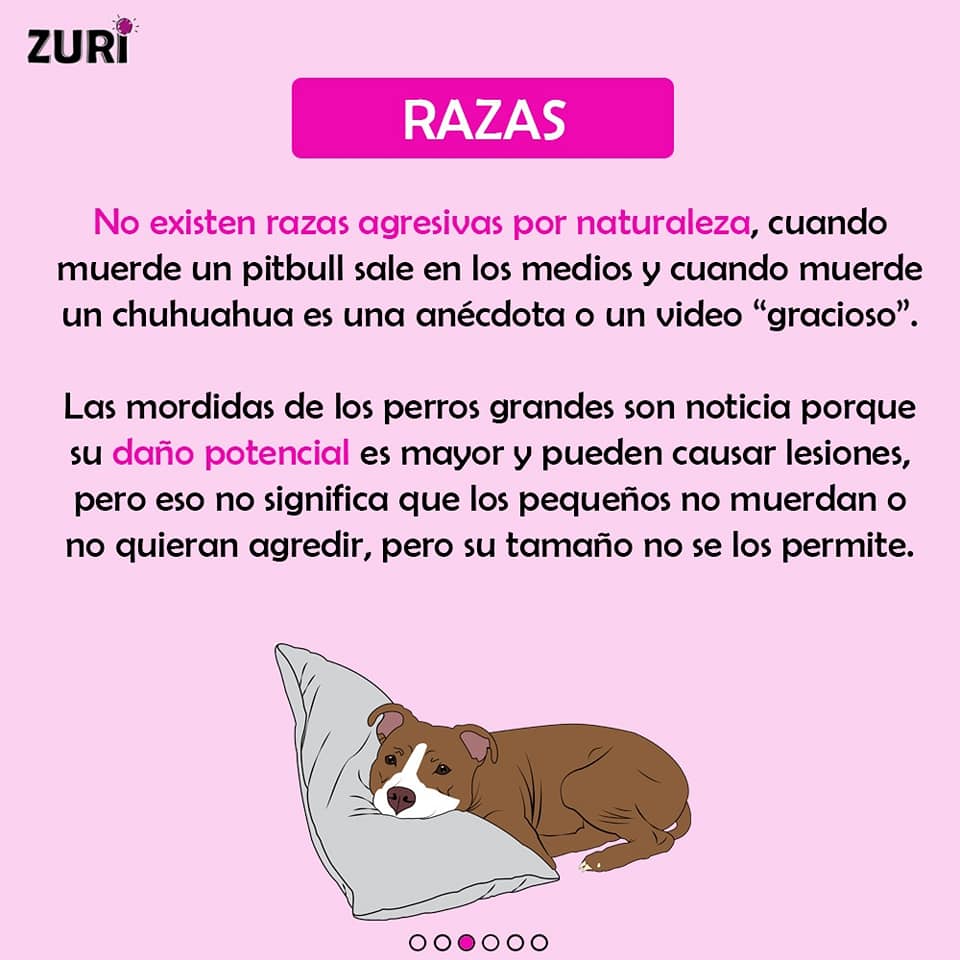 ZURI
RAZAS
No existen razas agresivas por naturaleza, cuando
muerde un pitbull sale en los medios y cuando muerde
un chuhuahua es una anécdota o un video “gracioso”.
Las mordidas de los perros grandes son noticia porque
su daño potencial es mayor y pueden causar lesiones,
pero eso no significa que los pequeños no muerdan o
no quieran agredir, pero su tamaño no se los permite.